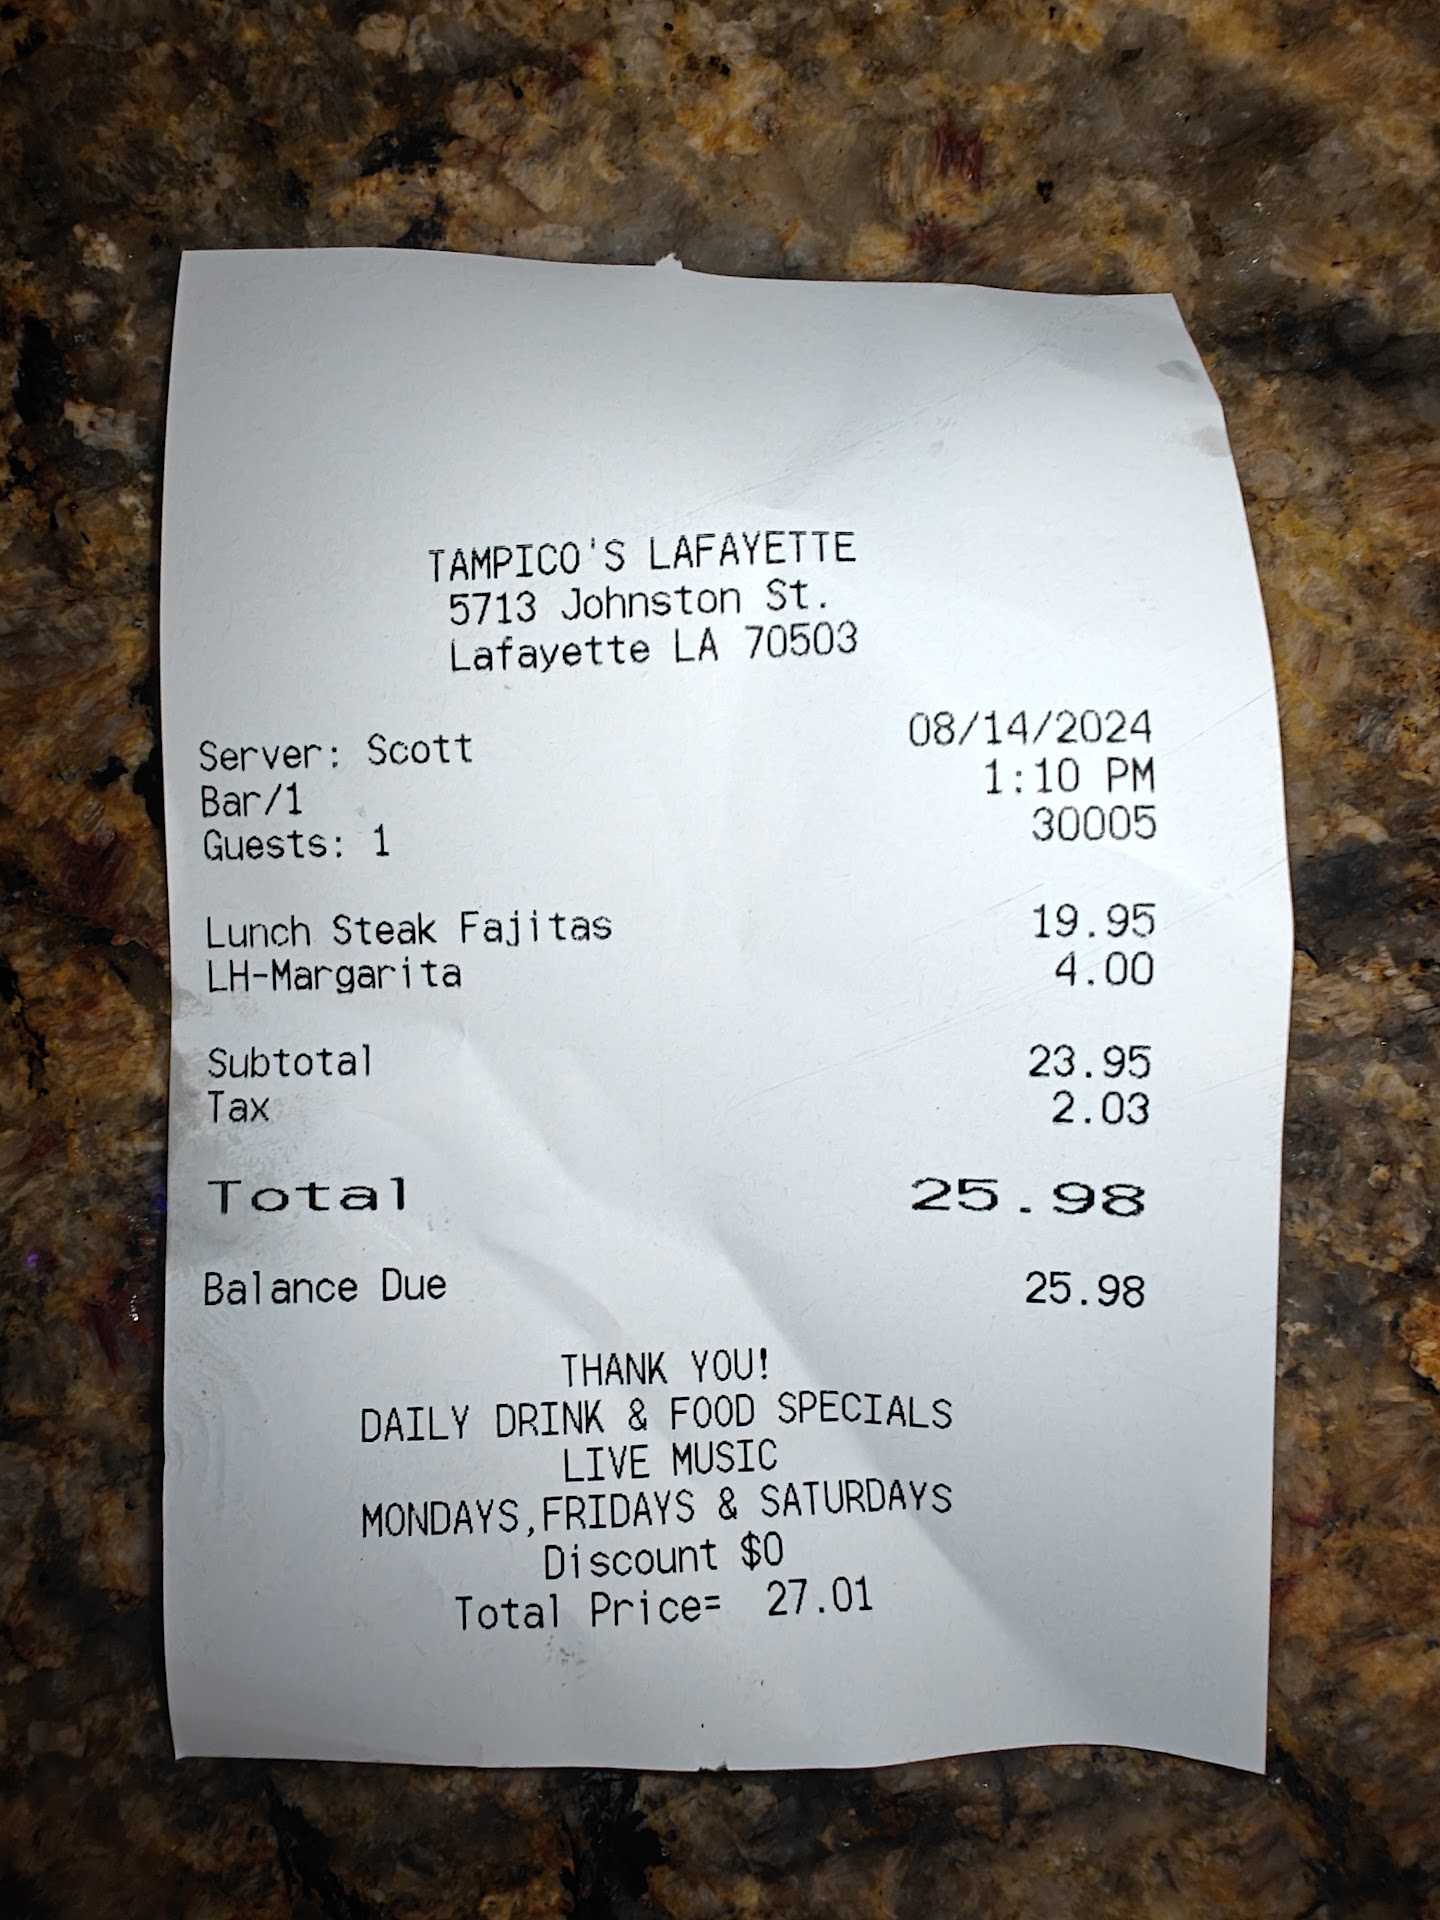 TAMPICO'S LAFAYETTE
5713 Johnston St.
Lafayette LA 70503
Server: Scott 08/14/2024
Bar/1 1:10 PM
Guests: 1 30005
Lunch Steak Fajitas 19.95
LH-Margarita 4.00
Subtotal 23.95
Tax 2.03
Total 25.98
Balance Due 25.98
THANK YOU!
DAILY DRINK & FOOD SPECIALS
LIVE MUSIC
MONDAYS,FRIDAYS & SATURDAYS
Discount $0
Total Price= 27.01